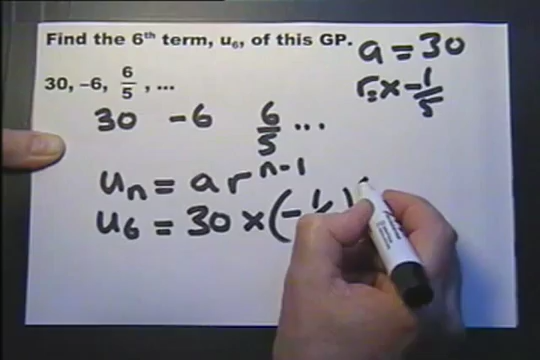 Find the 6th term, u6, of this GP.
30, –6, 6/5 , ...
a = 30
r = x -1/5
30 -6 6/5 ...
un = a r^n-1
u6 = 30 x (-1/